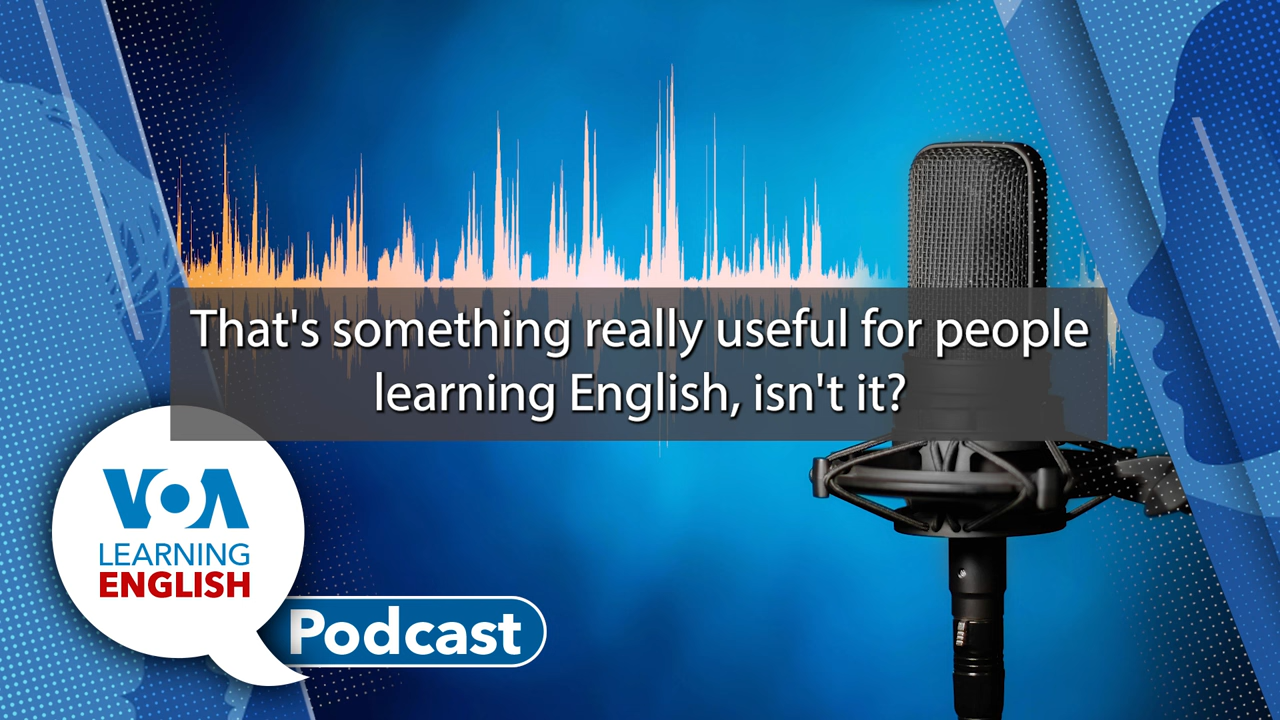 That's something really useful for people
learning English, isn't it?
VOA
LEARNING
ENGLISH
Podcast